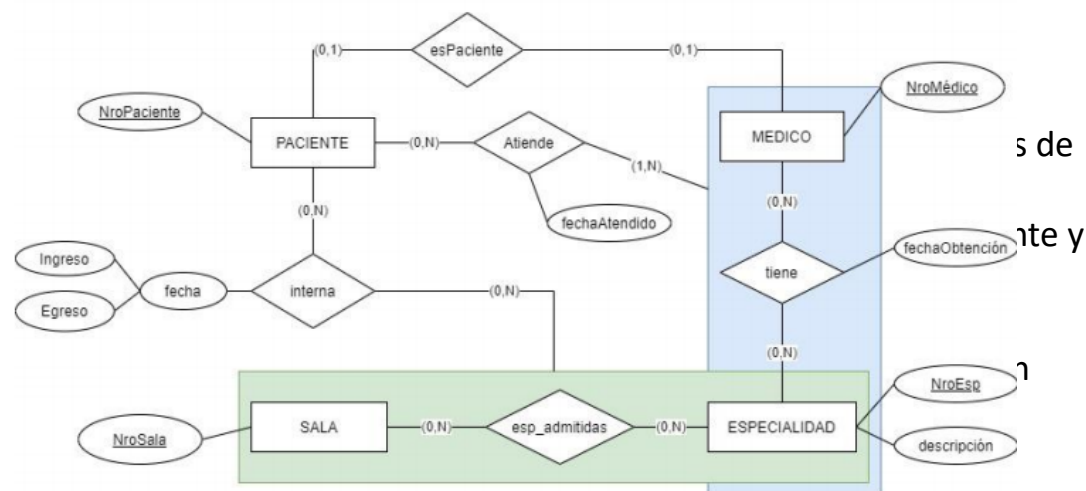 (0,1) esPaciente (0,1)
NroPaciente
NroMédico
PACIENTE (0,N) Atiende (1,N) MEDICO
s de
(0,N) fechaAtendido (0,N)
nte y
Ingreso
Egreso
fecha
interna (0,N)
tiene
fechaObtención
(0,N)
n
NroEsp
NroSala
SALA (0,N) esp_admitidas (0,N) ESPECIALIDAD
descripción